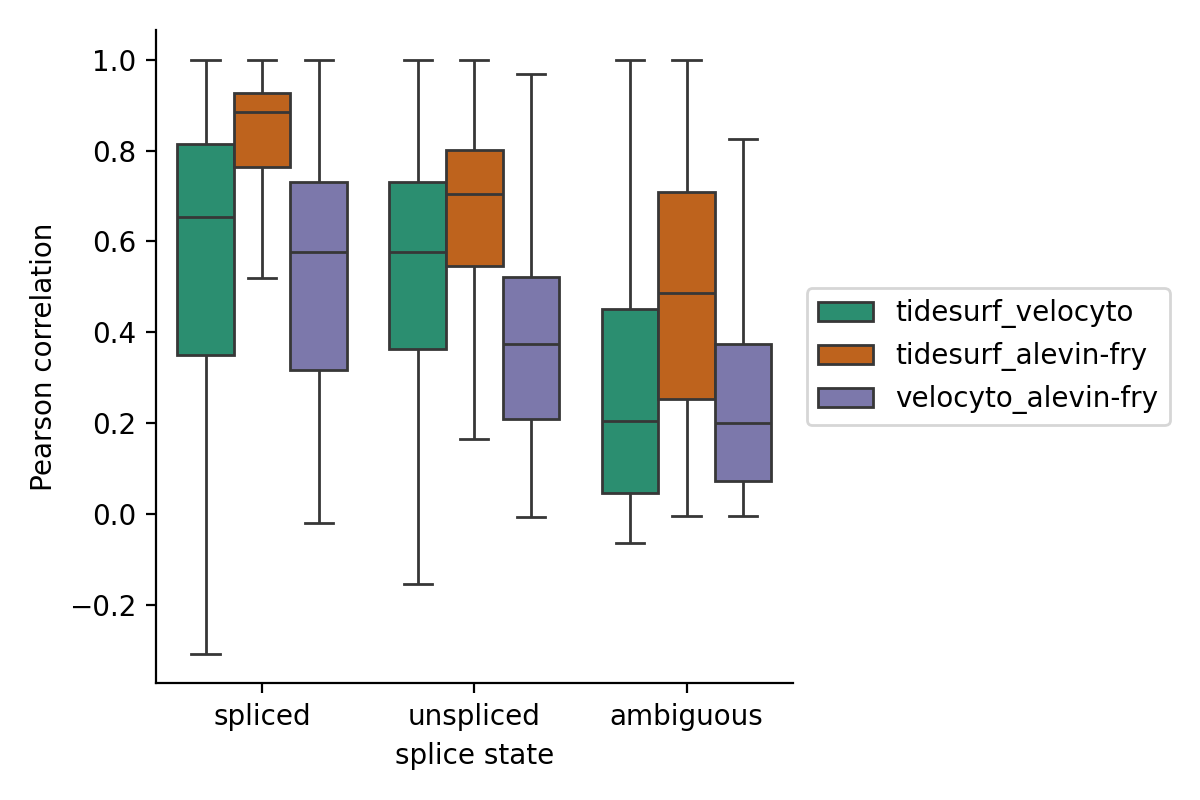 1.0
0.8
0.6
0.4
0.2
0.0
−0.2
Pearson correlation
spliced
unspliced
ambiguous
splice state
tidesurf_velocyto
tidesurf_alevin-fry
velocyto_alevin-fry